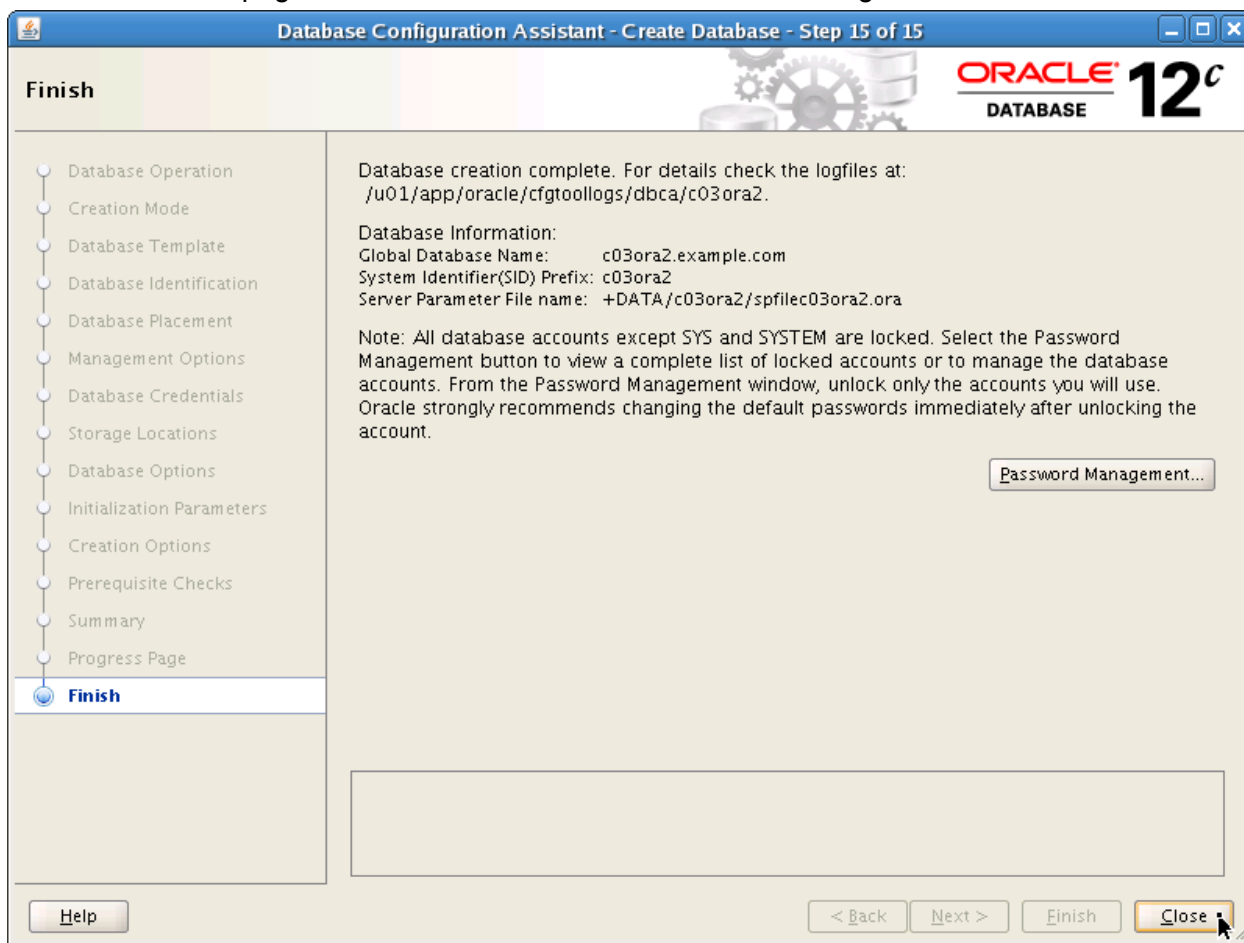 Database Configuration Assistant - Create Database - Step 15 of 15
Finish
ORACLE
DATABASE
12c
Database Operation
Creation Mode
Database Template
Database Identification
Database Placement
Management Options
Database Credentials
Storage Locations
Database Options
Initialization Parameters
Creation Options
Prerequisite Checks
Summary
Progress Page
Finish
Database creation complete. For details check the logfiles at:
/u01/app/oracle/cfgtoollogs/dbca/c03ora2.
Database Information:
Global Database Name: c03ora2.example.com
System Identifier(SID) Prefix: c03ora2
Server Parameter File name: +DATA/c03ora2/spfilec03ora2.ora
Note: All database accounts except SYS and SYSTEM are locked. Select the Password
Management button to view a complete list of locked accounts or to manage the database
accounts. From the Password Management window, unlock only the accounts you will use.
Oracle strongly recommends changing the default passwords immediately after unlocking the
account.
Password Management...
Help
< Back
Next >
Finish
Close